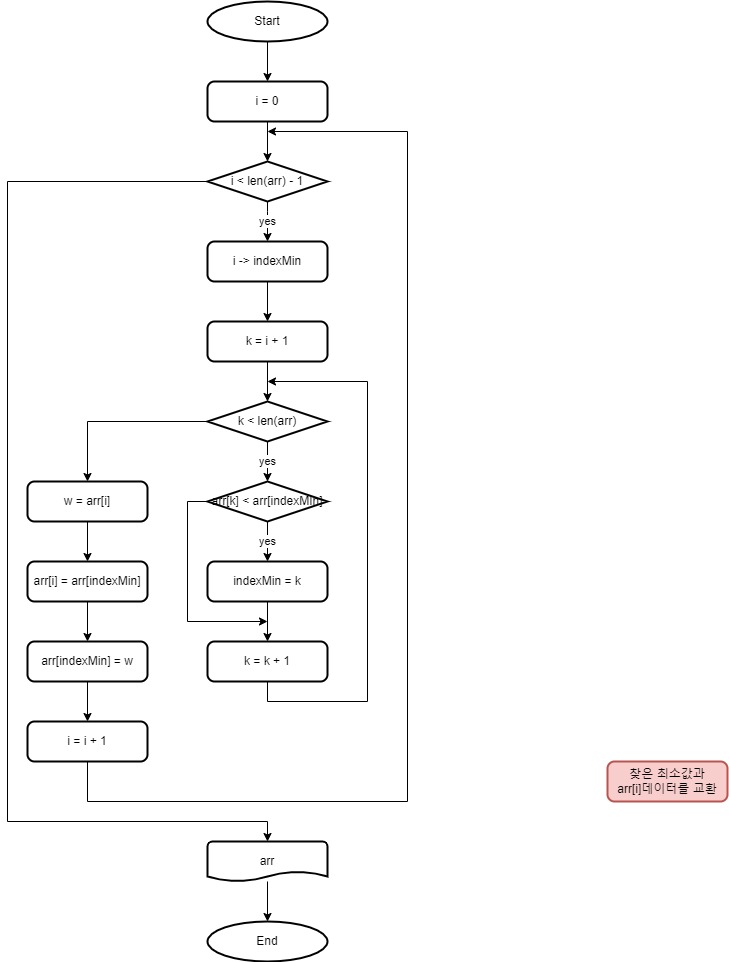 Start
i = 0
i < len(arr) - 1
yes
i -> indexMin
k = i + 1
k < len(arr)
yes
arr[k] < arr[indexMin]
yes
indexMin = k
k = k + 1
w = arr[i]
arr[i] = arr[indexMin]
arr[indexMin] = w
i = i + 1
찾은 최소값과
arr[i]데이터를 교환
arr
End